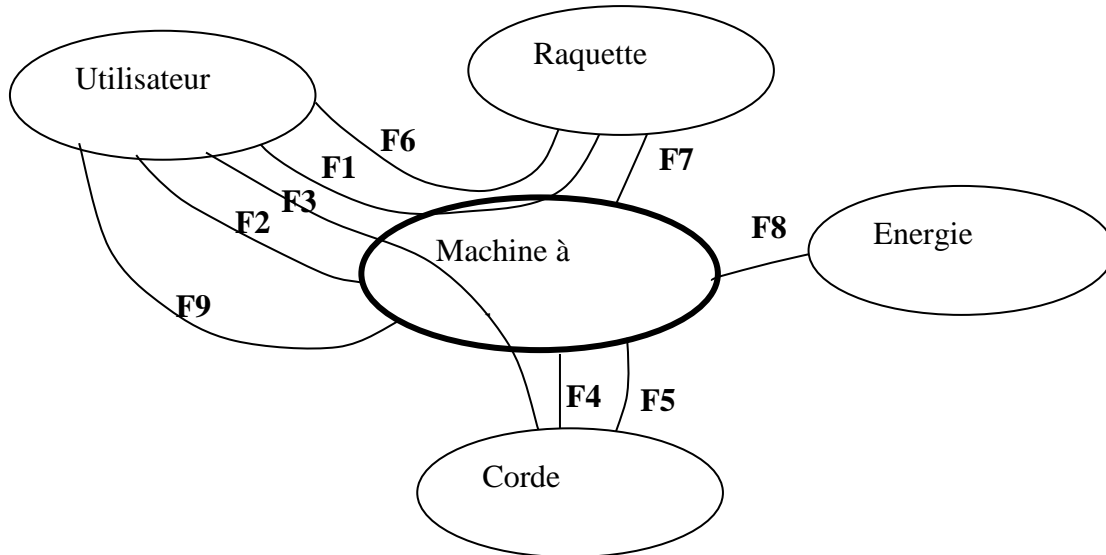 Raquette
Utilisateur
F6
F7
F1
F3
F2
F8
Energie
Machine à
F9
F4
F5
Corde